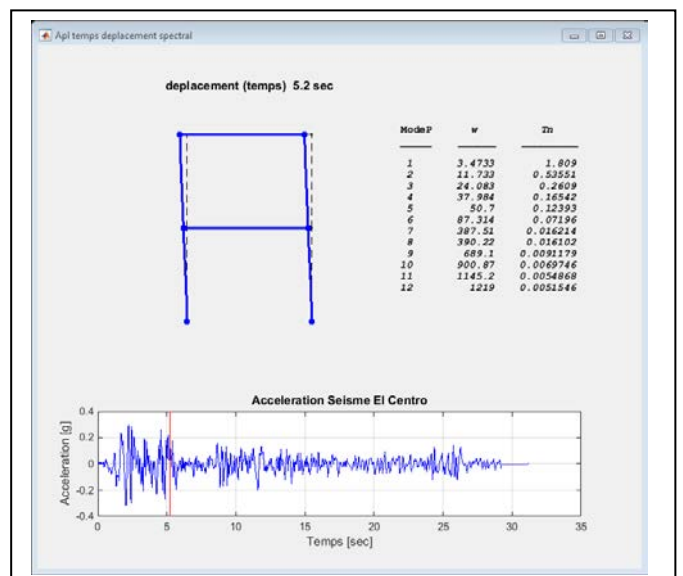 Apl temps deplacement spectral
deplacement (temps) 5.2 sec
ModeP w Tn
1 3.4733 1.809
2 11.733 0.53551
3 24.083 0.2609
4 37.984 0.16542
5 50.7 0.12393
6 87.314 0.07196
7 387.51 0.016214
8 390.22 0.016102
9 689.1 0.0091179
10 900.87 0.0069746
11 1145.2 0.0054868
12 1219 0.0051546
Acceleration Seisme El Centro
Acceleration [g]
0.4
0.2
0
-0.2
-0.4
0 5 10 15 20 25 30 35
Temps [sec]